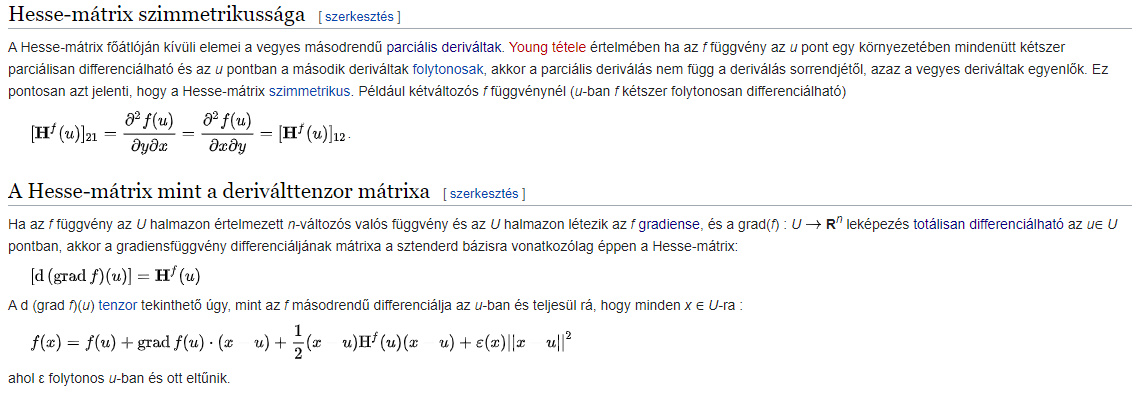 Hesse-mátrix szimmetrikussága [ szerkesztés ]
A Hesse-mátrix főátlóján kívüli elemei a vegyes másodrendű parciális deriváltak. Young tétele értelmében ha az f függvény az u pont egy környezetében mindenütt kétszer
parciálisan differenciálható és az u pontban a második deriváltak folytonosak, akkor a parciális deriválás nem függ a deriválás sorrendjétől, azaz a vegyes deriváltak egyenlők. Ez
pontosan azt jelenti, hogy a Hesse-mátrix szimmetrikus. Például kétváltozós f függvénynél (u-ban f kétszer folytonosan differenciálható)
[H^f(u)]_21 = ∂²f(u)/∂y∂x = ∂²f(u)/∂x∂y = [H^f(u)]_12.
A Hesse-mátrix mint a deriválttenzor mátrixa [ szerkesztés ]
Ha az f függvény az U halmazon értelmezett n-változós valós függvény és az U halmazon létezik az f gradiense, és a grad(f) : U → R^n leképezés totálisan differenciálható az u∈ U
pontban, akkor a gradiensfüggvény differenciáljának mátrixa a sztenderd bázisra vonatkozólag éppen a Hesse-mátrix:
[d (grad f)(u)] = H^f(u)
A d (grad f)(u) tenzor tekinthető úgy, mint az f másodrendű differenciálja az u-ban és teljesül rá, hogy minden x ∈ U-ra :
f(x) = f(u) + grad f(u) · (x u) + 1/2(x u)H^f(u)(x u) + ε(x)||x u||²
ahol ε folytonos u-ban és ott eltűnik.